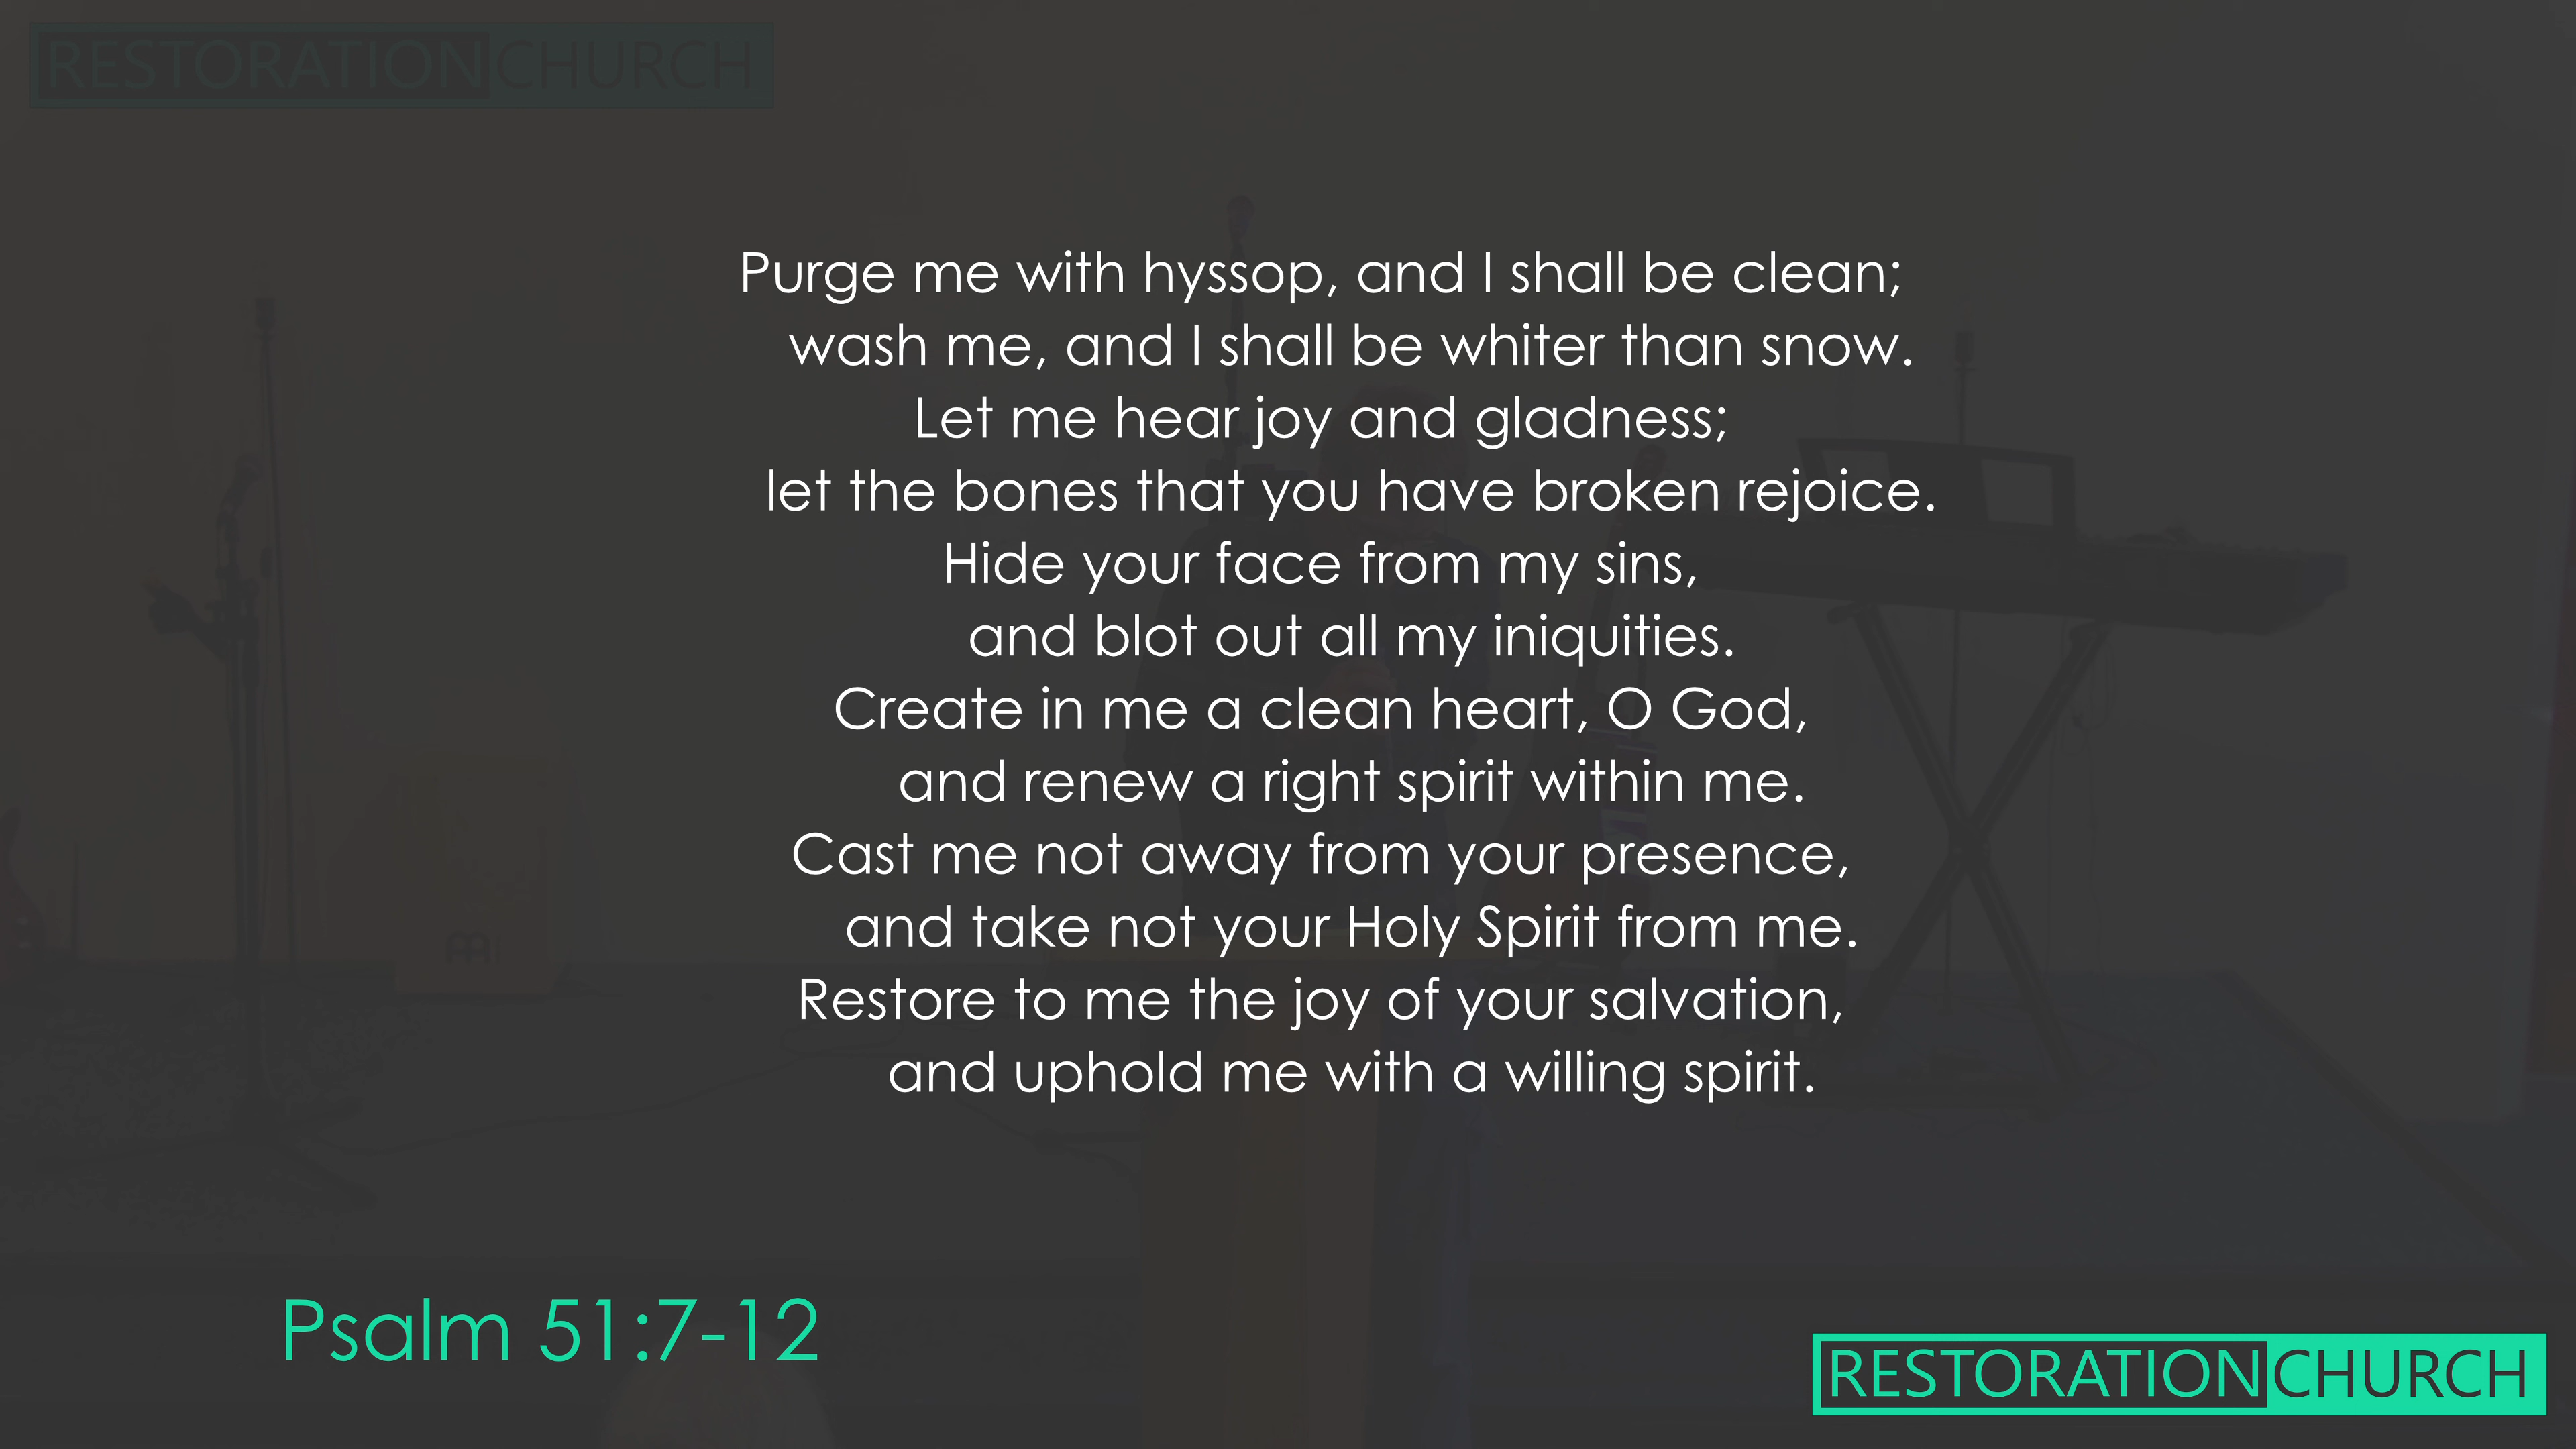 RESTORATIONCHURCH
Purge me with hyssop, and I shall be clean;
wash me, and I shall be whiter than snow.
Let me hear joy and gladness;
let the bones that you have broken rejoice.
Hide your face from my sins,
and blot out all my iniquities.
Create in me a clean heart, O God,
and renew a right spirit within me.
Cast me not away from your presence,
and take not your Holy Spirit from me.
Restore to me the joy of your salvation,
and uphold me with a willing spirit.
Psalm 51:7-12
RESTORATIONCHURCH